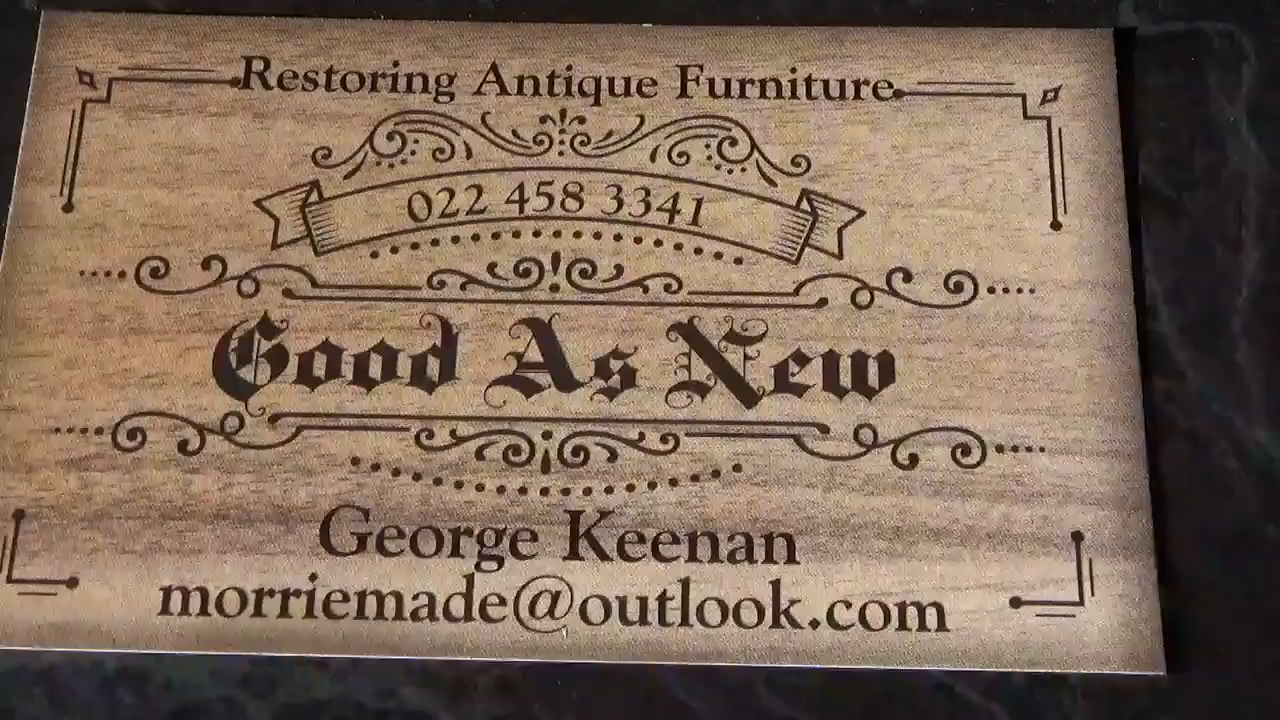 Restoring Antique Furniture
022 458 3341
Good As New
George Keenan
morriemade@outlook.com